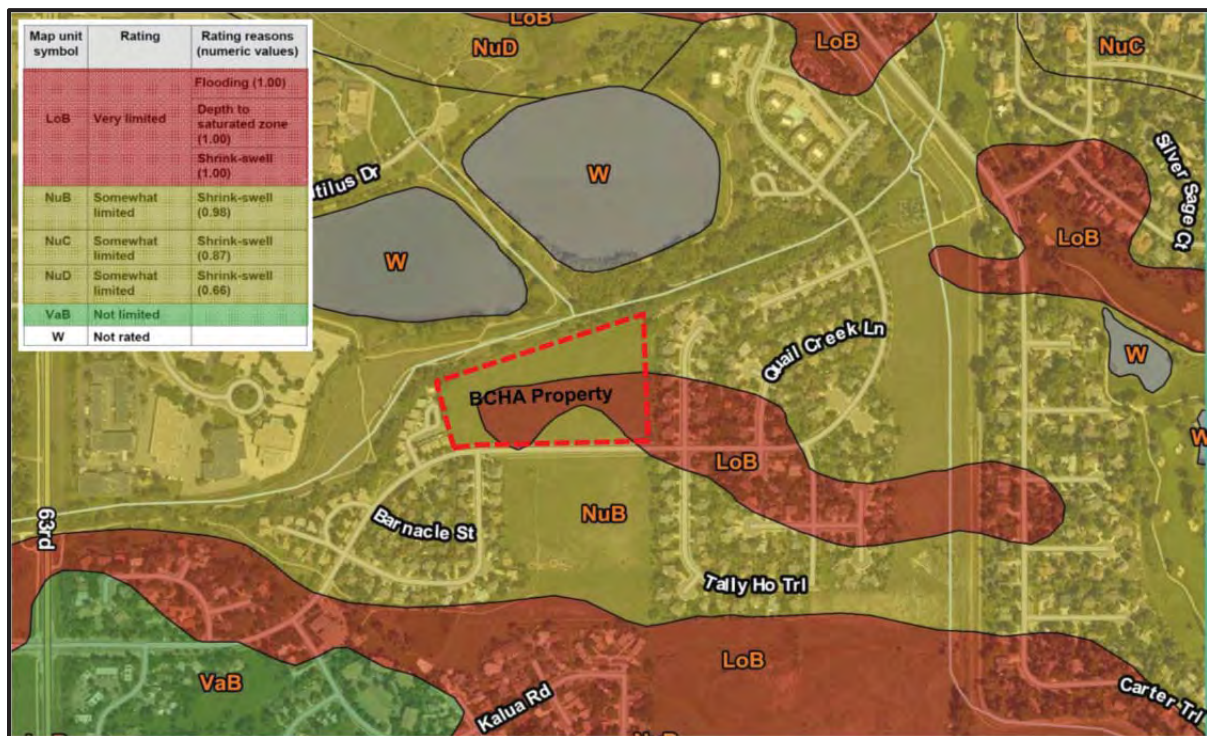 Map unit symbol Rating Rating reasons (numeric values)
LoB Very limited Flooding (1.00)
Depth to saturated zone (1.00)
Shrink-swell (1.00)
NuB Somewhat limited Shrink-swell (0.98)
NuC Somewhat limited Shrink-swell (0.87)
NuD Somewhat limited Shrink-swell (0.66)
VaB Not limited
W Not rated
LoB
NuD
LoB
NuC
Silver Sage Ct
W
tilus Dr
W
LoB
W
Quail Creek Ln
BCHA Property
W
LoB
NuB
63rd
Barnacle St
Tally Ho Trl
LoB
VaB
Kalua Rd
Carter Trl